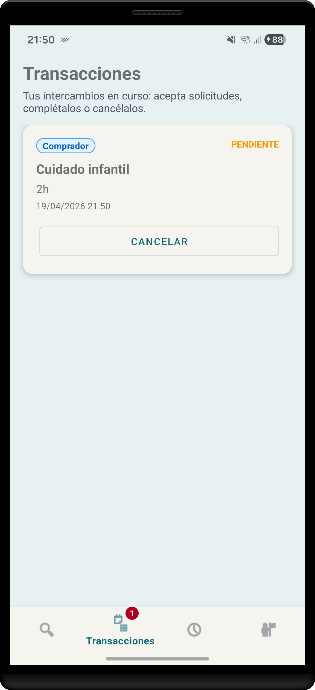 21:50
88
Transacciones
Tus intercambios en curso: acepta solicitudes,
complétalos o cancélalos.
Comprador
PENDIENTE
Cuidado infantil
2h
19/04/2026 21:50
CANCELAR
1
Transacciones